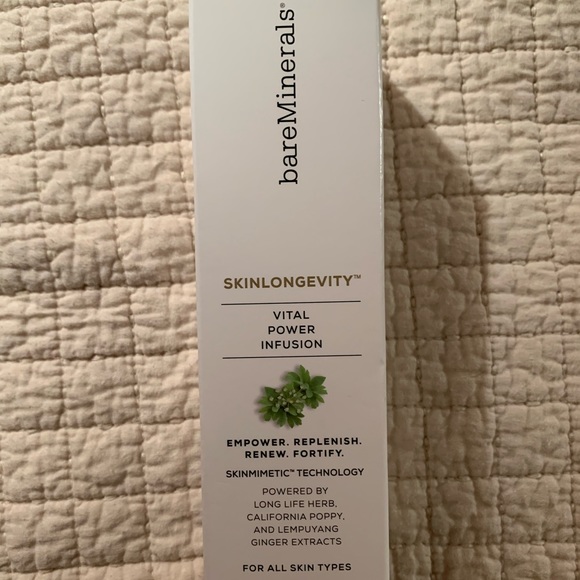 bareMinerals®
SKINLONGEVITY™
VITAL
POWER
INFUSION
EMPOWER. REPLENISH.
RENEW. FORTIFY.
SKINMIMETIC™ TECHNOLOGY
POWERED BY
LONG LIFE HERB,
CALIFORNIA POPPY,
AND LEMPUYANG
GINGER EXTRACTS
FOR ALL SKIN TYPES